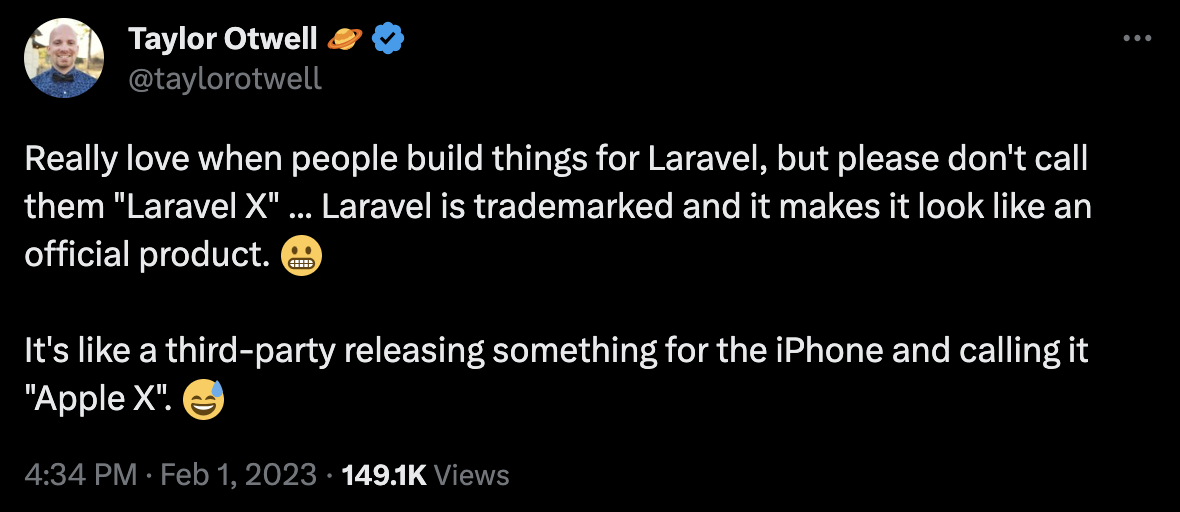 Taylor Otwell 🪐
@taylorotwell
Really love when people build things for Laravel, but please don't call
them "Laravel X" ... Laravel is trademarked and it makes it look like an
official product. 😬
It's like a third-party releasing something for the iPhone and calling it
"Apple X". 😅
4:34 PM · Feb 1, 2023 · 149.1K Views